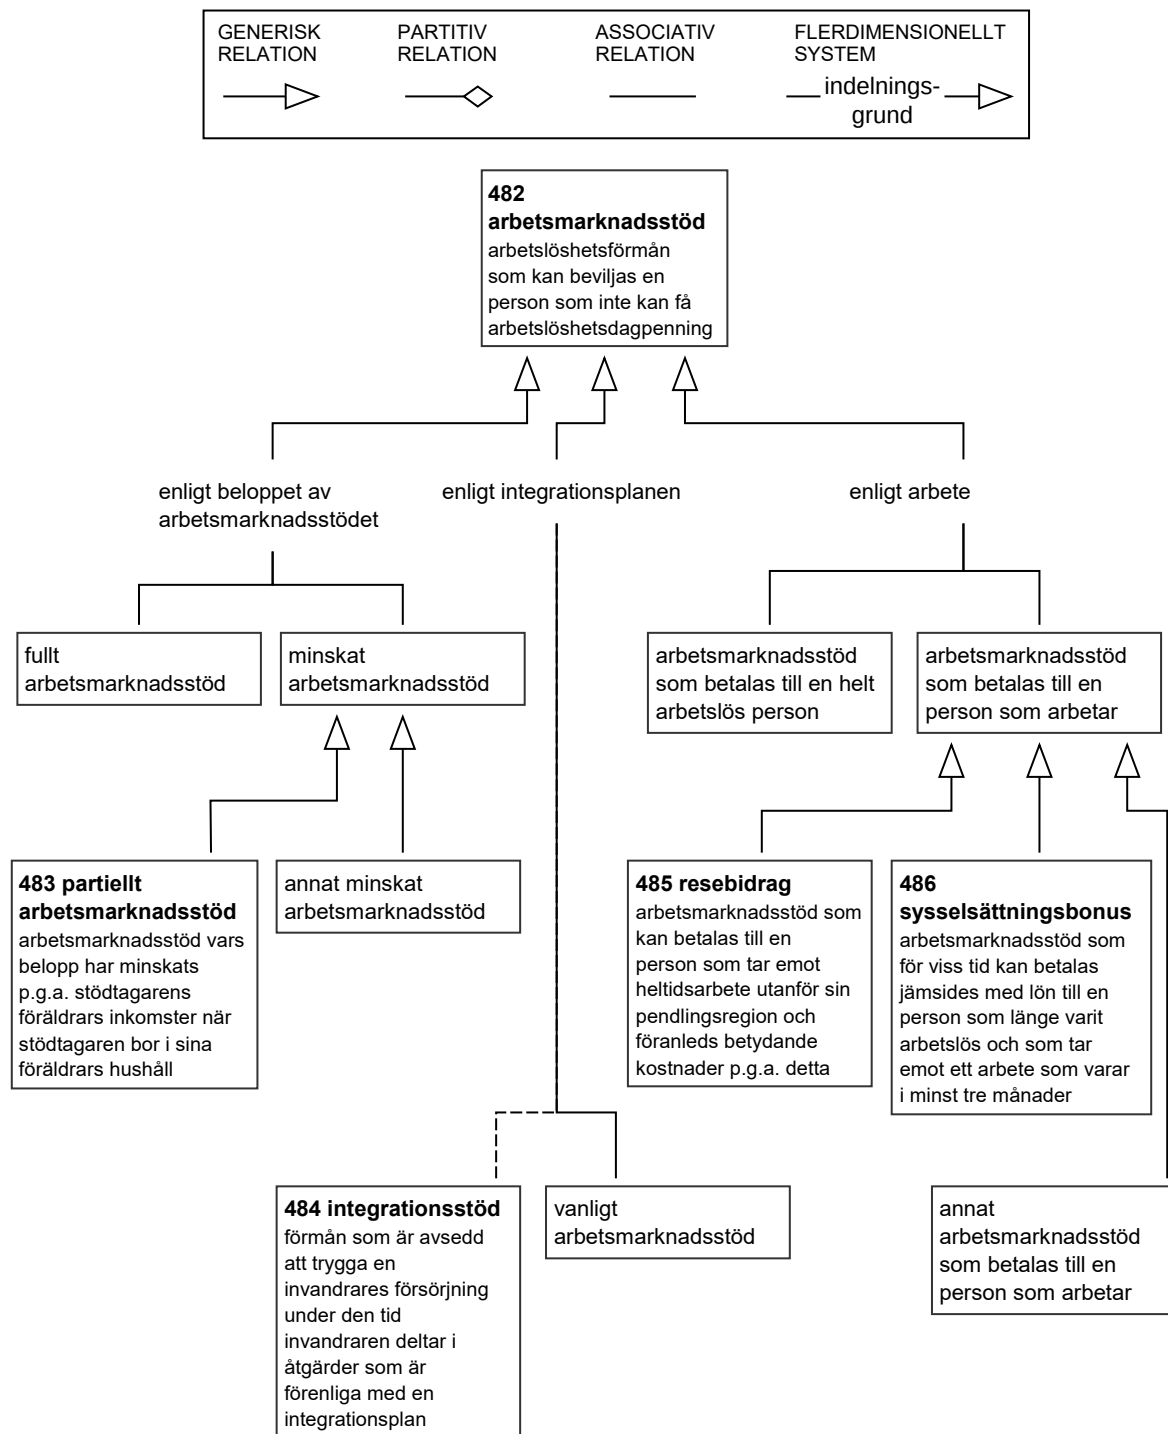 GENERISK
RELATION
PARTITIV
RELATION
ASSOCIATIV
RELATION
FLERDIMENSIONELLT
SYSTEM
indelnings-
grund
482
arbetsmarknadsstöd
arbetslöshetsförmån
som kan beviljas en
person som inte kan få
arbetslöshetsdagpenning
enligt beloppet av
arbetsmarknadsstödet
enligt integrationsplanen
enligt arbete
fullt
arbetsmarknadsstöd
minskat
arbetsmarknadsstöd
arbetsmarknadsstöd
som betalas till en helt
arbetslös person
arbetsmarknadsstöd
som betalas till en
person som arbetar
483 partiellt
arbetsmarknadsstöd
arbetsmarknadsstöd vars
belopp har minskats
p.g.a. stödtagarens
föräldrars inkomster när
stödtagaren bor i sina
föräldrars hushåll
annat minskat
arbetsmarknadsstöd
485 resebidrag
arbetsmarknadsstöd som
kan betalas till en
person som tar emot
heltidsarbete utanför sin
pendlingsregion och
föranleds betydande
kostnader p.g.a. detta
486
sysselsättningsbonus
arbetsmarknadsstöd som
för viss tid kan betalas
jämsides med lön till en
person som länge varit
arbetslös och som tar
emot ett arbete som varar
i minst tre månader
484 integrationsstöd
förmån som är avsedd
att trygga en
invandrares försörjning
under den tid
invandraren deltar i
åtgärder som är
förenliga med en
integrationsplan
vanligt
arbetsmarknadsstöd
annat
arbetsmarknadsstöd
som betalas till en
person som arbetar